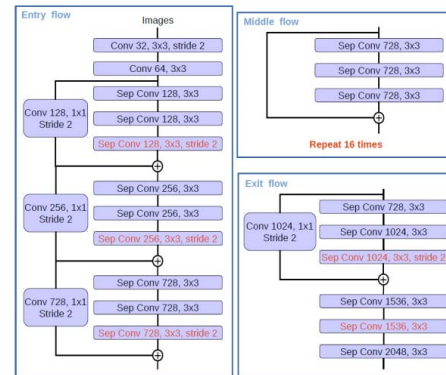 Entry flow
Images
Conv 32, 3x3, stride 2
Conv 64, 3x3
Sep Conv 128, 3x3
Sep Conv 128, 3x3
Sep Conv 128, 3x3, stride 2
Conv 128, 1x1
Stride 2
+
Sep Conv 256, 3x3
Sep Conv 256, 3x3
Sep Conv 256, 3x3, stride 2
Conv 256, 1x1
Stride 2
+
Sep Conv 728, 3x3
Sep Conv 728, 3x3
Sep Conv 728, 3x3, stride 2
Conv 728, 1x1
Stride 2
+
Middle flow
Sep Conv 728, 3x3
Sep Conv 728, 3x3
Sep Conv 728, 3x3
+
Repeat 16 times
Exit flow
Sep Conv 728, 3x3
Sep Conv 1024, 3x3
Sep Conv 1024, 3x3, stride 2
Conv 1024, 1x1
Stride 2
+
Sep Conv 1536, 3x3
Sep Conv 1536, 3x3
Sep Conv 2048, 3x3